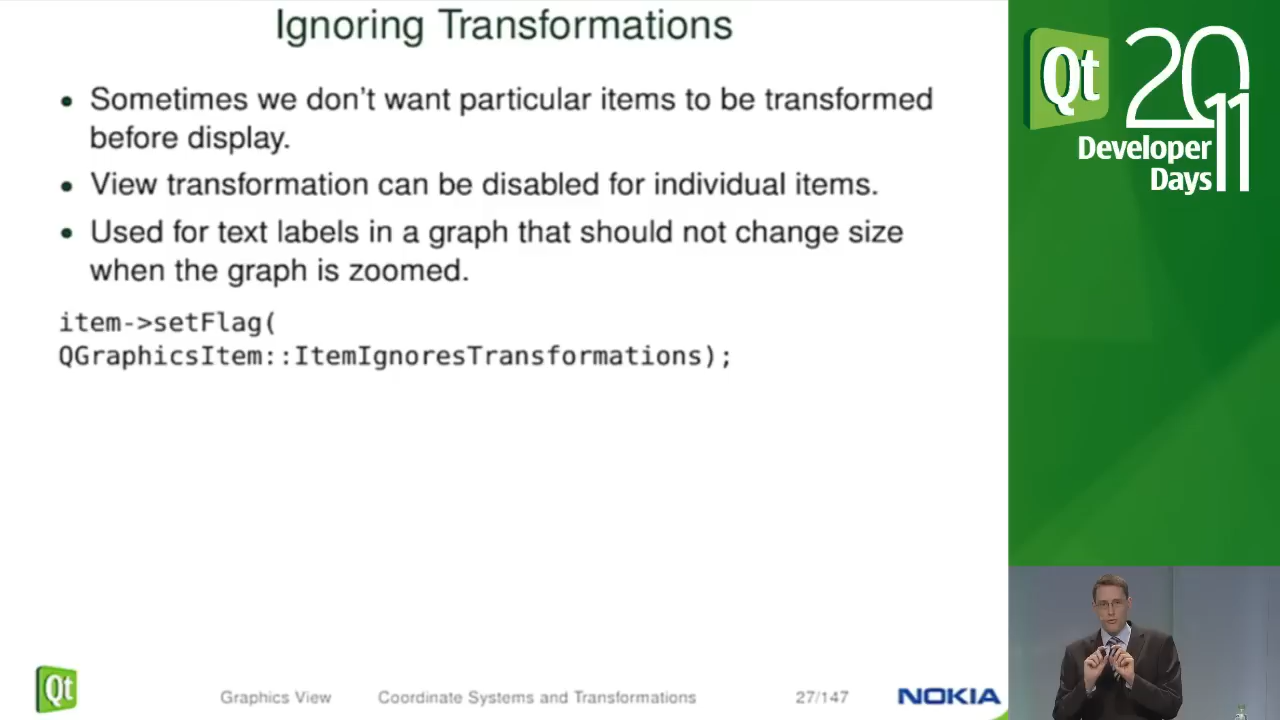 Ignoring Transformations
• Sometimes we don't want particular items to be transformed
before display.
• View transformation can be disabled for individual items.
• Used for text labels in a graph that should not change size
when the graph is zoomed.
item->setFlag(
QGraphicsItem::ItemIgnoresTransformations);
Qt
Graphics View
Coordinate Systems and Transformations
27/147
NOKIA
Qt 2011
Developer
Days